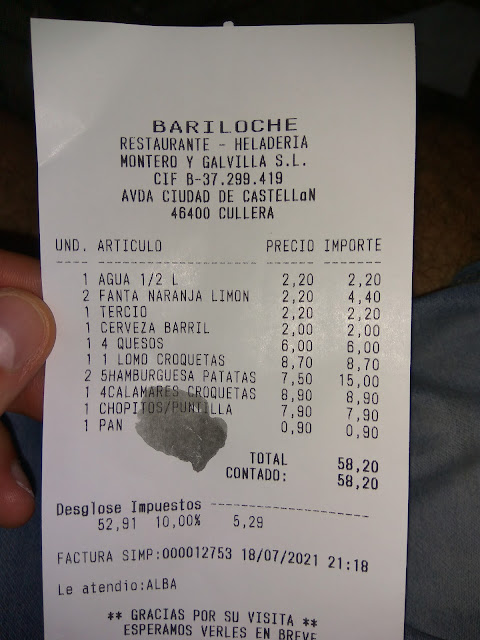 BARILOCHE
RESTAURANTE - HELADERIA
MONTERO Y GALVILLA S.L.
CIF B-37.299.419
AVDA CIUDAD DE CASTELLaN
46400 CULLERA
UND. ARTICULO PRECIO IMPORTE
1 AGUA 1/2 L 2,20 2,20
2 FANTA NARANJA LIMON 2,20 4,40
1 TERCIO 2,20 2,20
1 CERVEZA BARRIL 2,00 2,00
1 4 QUESOS 6,00 6,00
1 1 LOMO CROQUETAS 8,70 8,70
2 5HAMBURGUESA PATATAS 7,50 15,00
1 4CALAMARES CROQUETAS 8,90 8,90
1 CHOPITOS/PUNTILLA 7,90 7,90
1 PAN 0,90 0,90
TOTAL 58,20
CONTADO: 58,20
Desglose Impuestos --------------------
52,91 10,00% 5,29
FACTURA SIMP:000012753 18/07/2021 21:18
Le atendio:ALBA
** GRACIAS POR SU VISITA **
ESPERAMOS VERLES EN BREVE